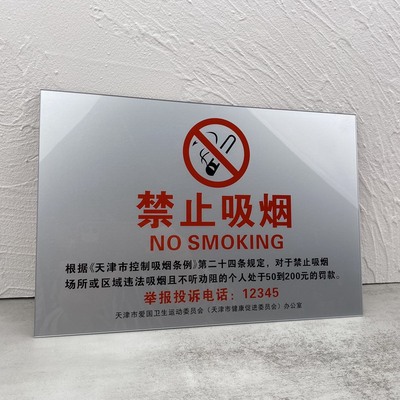 禁止吸烟
NO SMOKING
根据《天津市控制吸烟条例》第二十四条规定，对于禁止吸烟
场所或区域违法吸烟且不听劝阻的个人处于50到200元的罚款。
举报投诉电话：12345
天津市爱国卫生运动委员会（天津市健康促进委员会）办公室